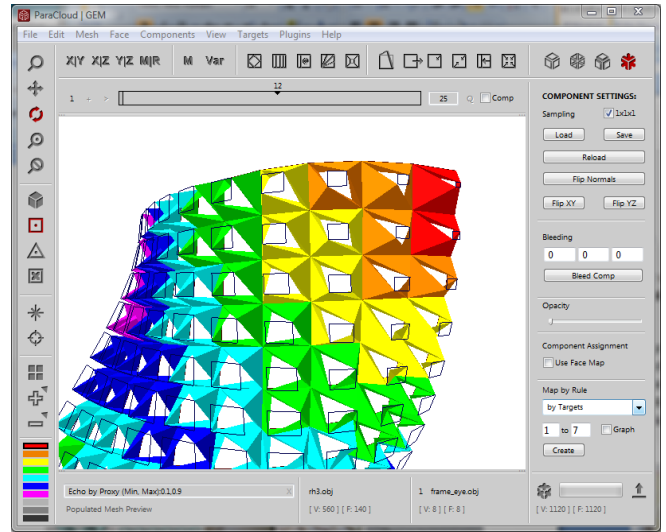 ParaCloud | GEM
File Edit Mesh Face Components View Targets Plugins Help
X|Y X|Z Y|Z M|R M Var
12
1 + > 25 Q Comp
COMPONENT SETTINGS:
Sampling 1x1x1
Load Save
Reload
Flip Normals
Flip XY Flip YZ
Bleeding
0 0 0
Bleed Comp
Opacity
Component Assignment
Use Face Map
Map by Rule
by Targets
1 to 7 Graph
Create
Echo by Proxy (Min, Max):0.1,0.9 X rh3.obj 1 frame_eye.obj
Populated Mesh Preview [ V: 560 ] [ F: 140 ] [ V: 8 ] [ F: 8 ] [ V: 1120 ] [ F: 1120 ]